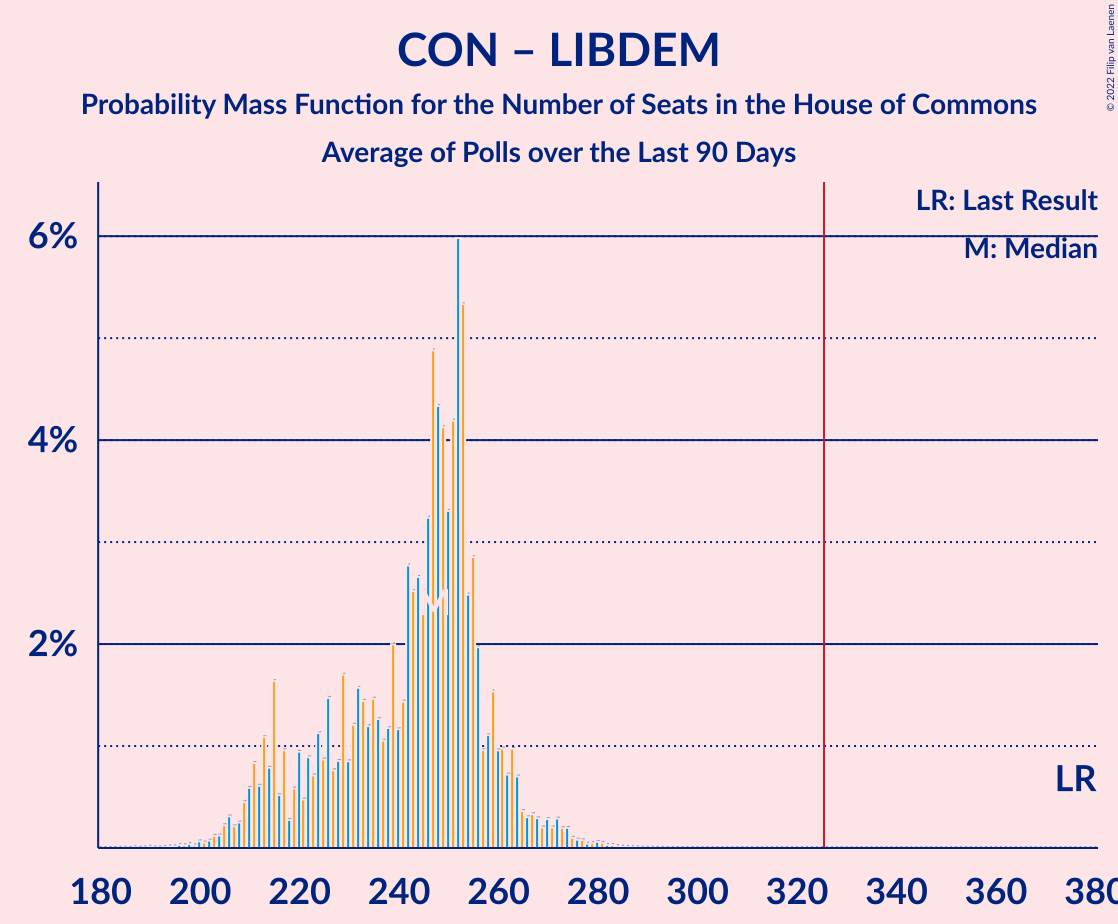 CON – LIBDEM
Probability Mass Function for the Number of Seats in the House of Commons
Average of Polls over the Last 90 Days
© 2022 Filip van Laenen
LR: Last Result
M: Median
6%
4%
2%
LR
180 200 220 240 260 280 300 320 340 360 380